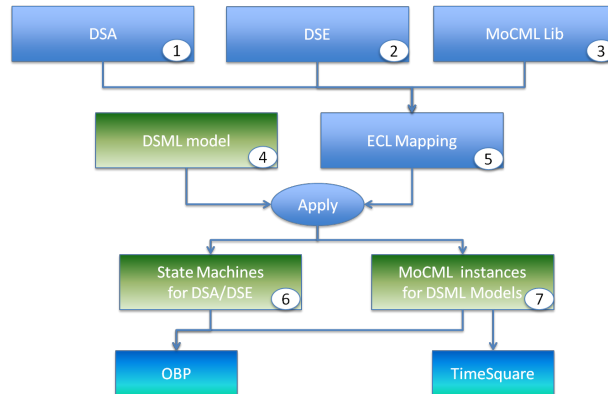 DSA
1
DSE
2
MoCML Lib
3
DSML model
4
ECL Mapping
5
Apply
State Machines
for DSA/DSE
6
MoCML instances
for DSML Models
7
OBP
TimeSquare